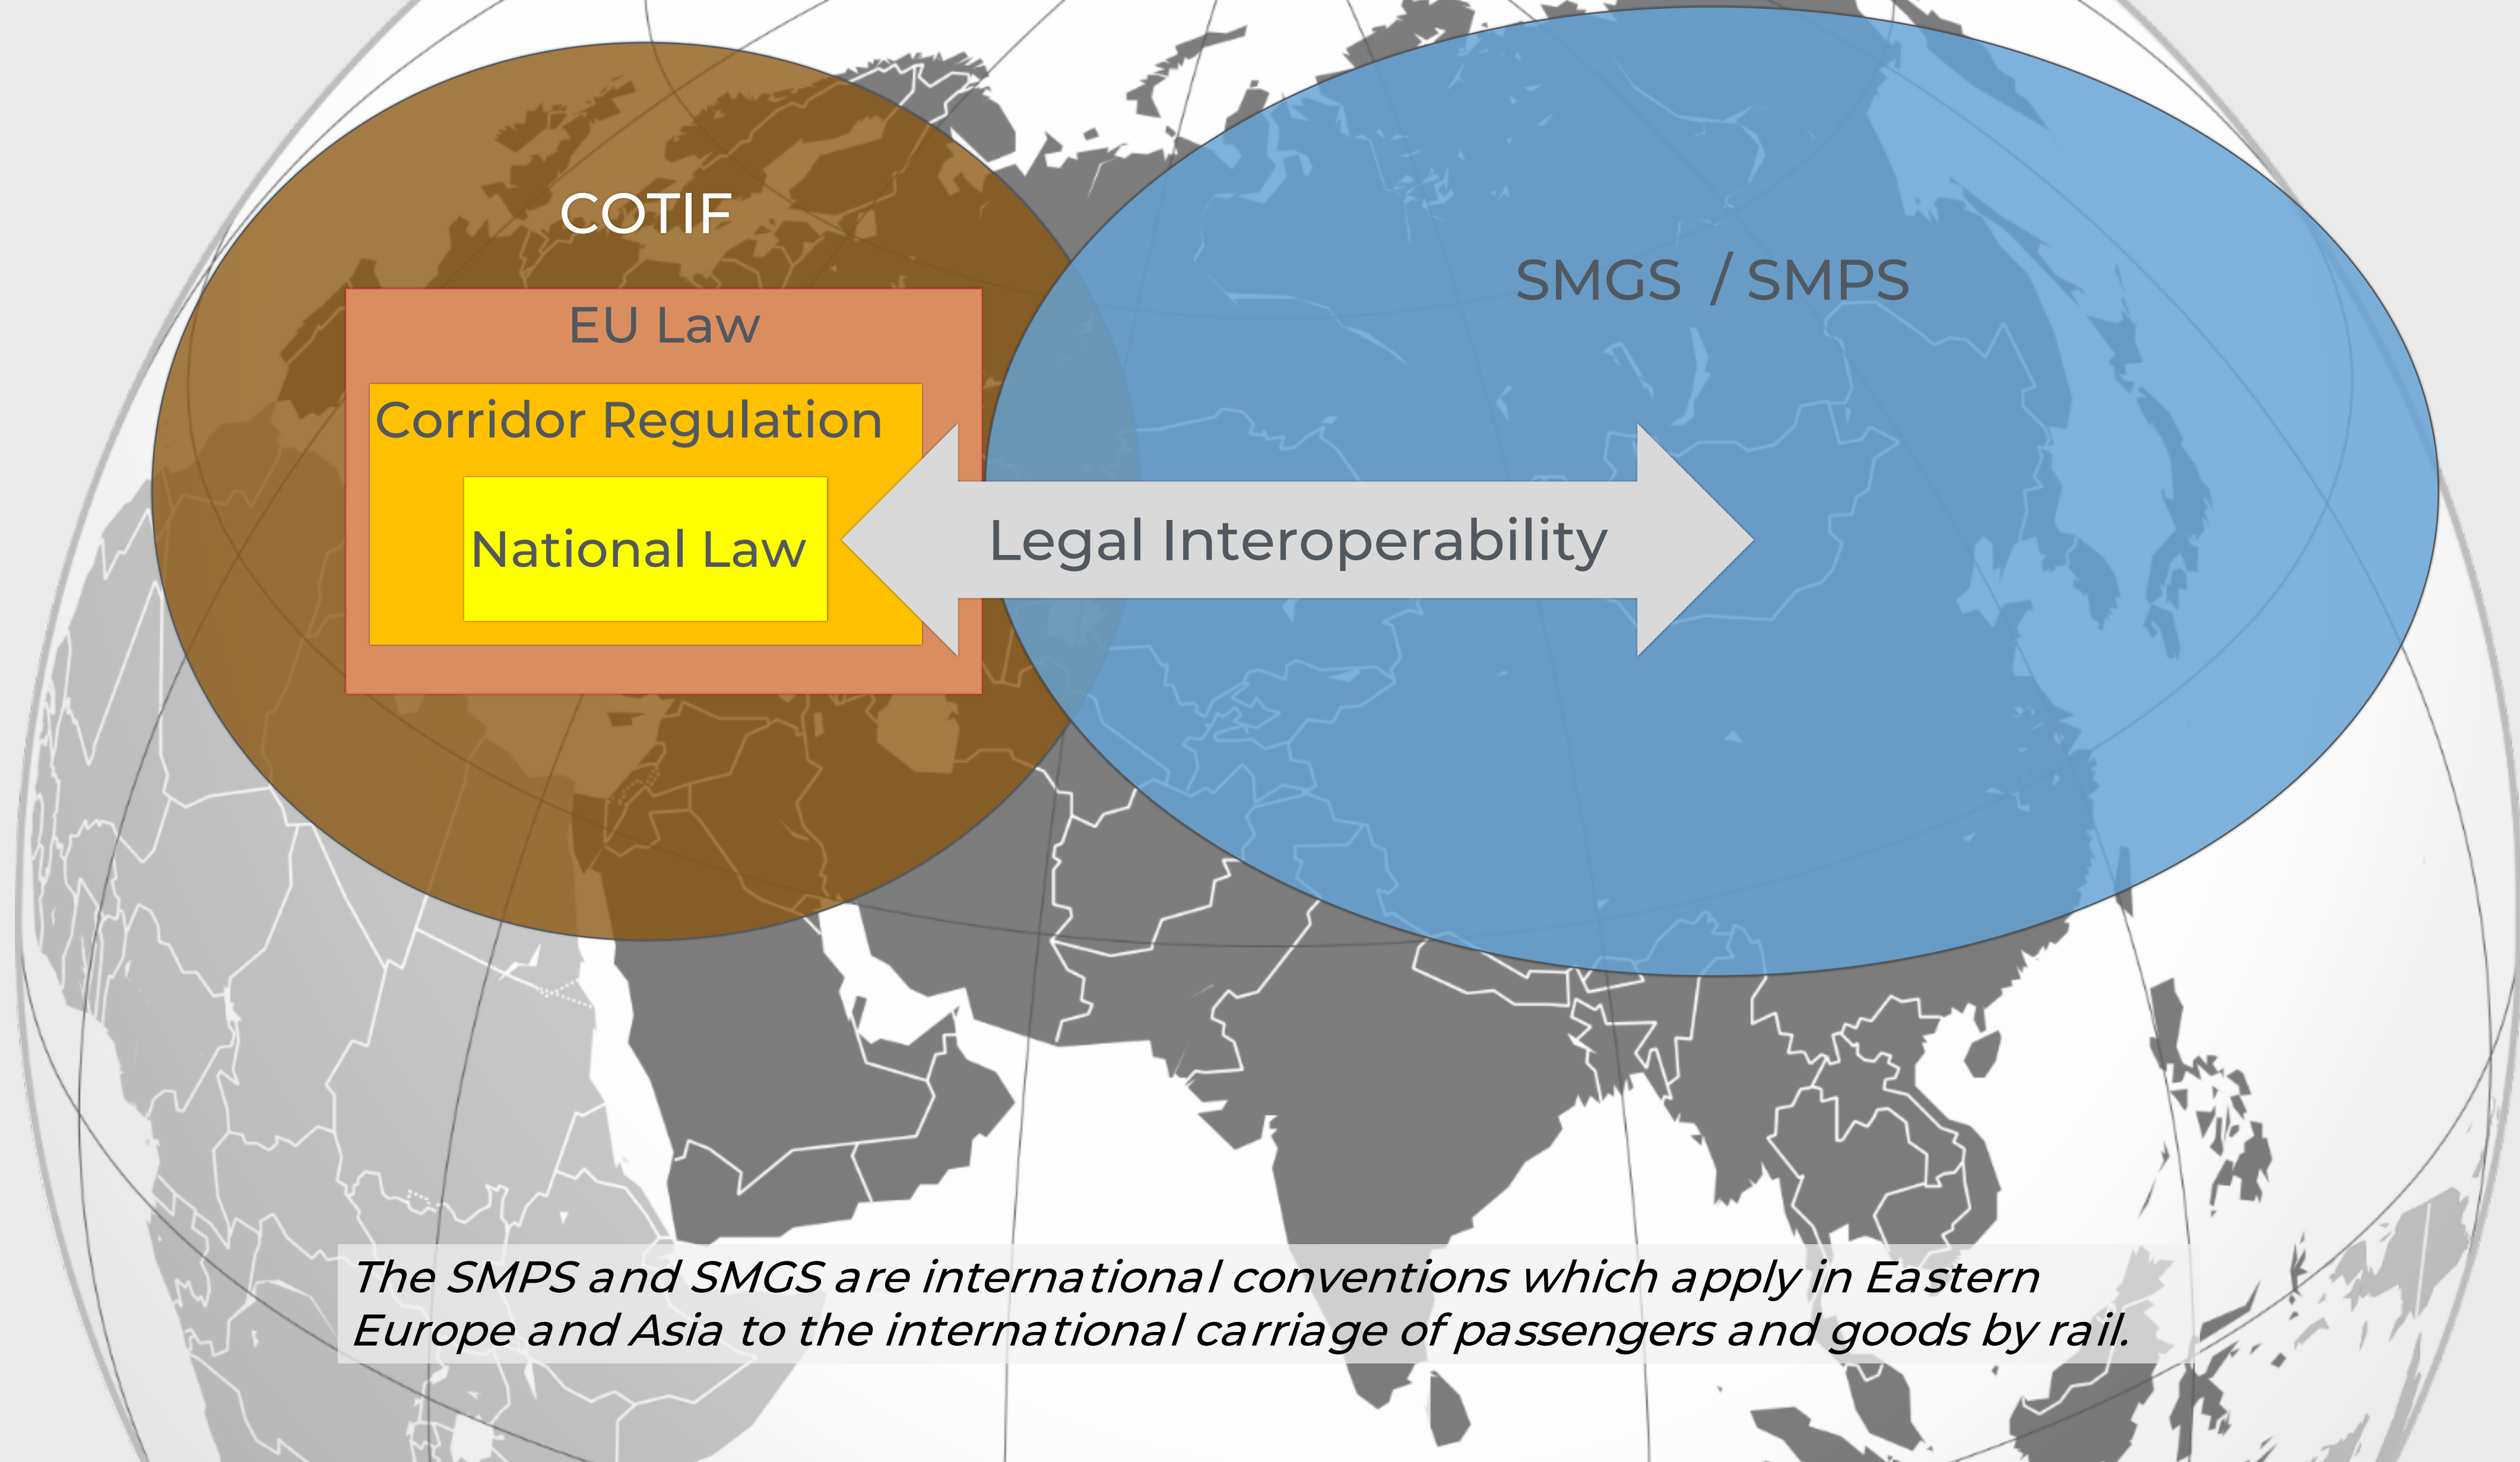 COTIF
SMGS / SMPS
EU Law
Corridor Regulation
National Law
Legal Interoperability
The SMPS and SMGS are international conventions which apply in Eastern
Europe and Asia to the international carriage of passengers and goods by rail.